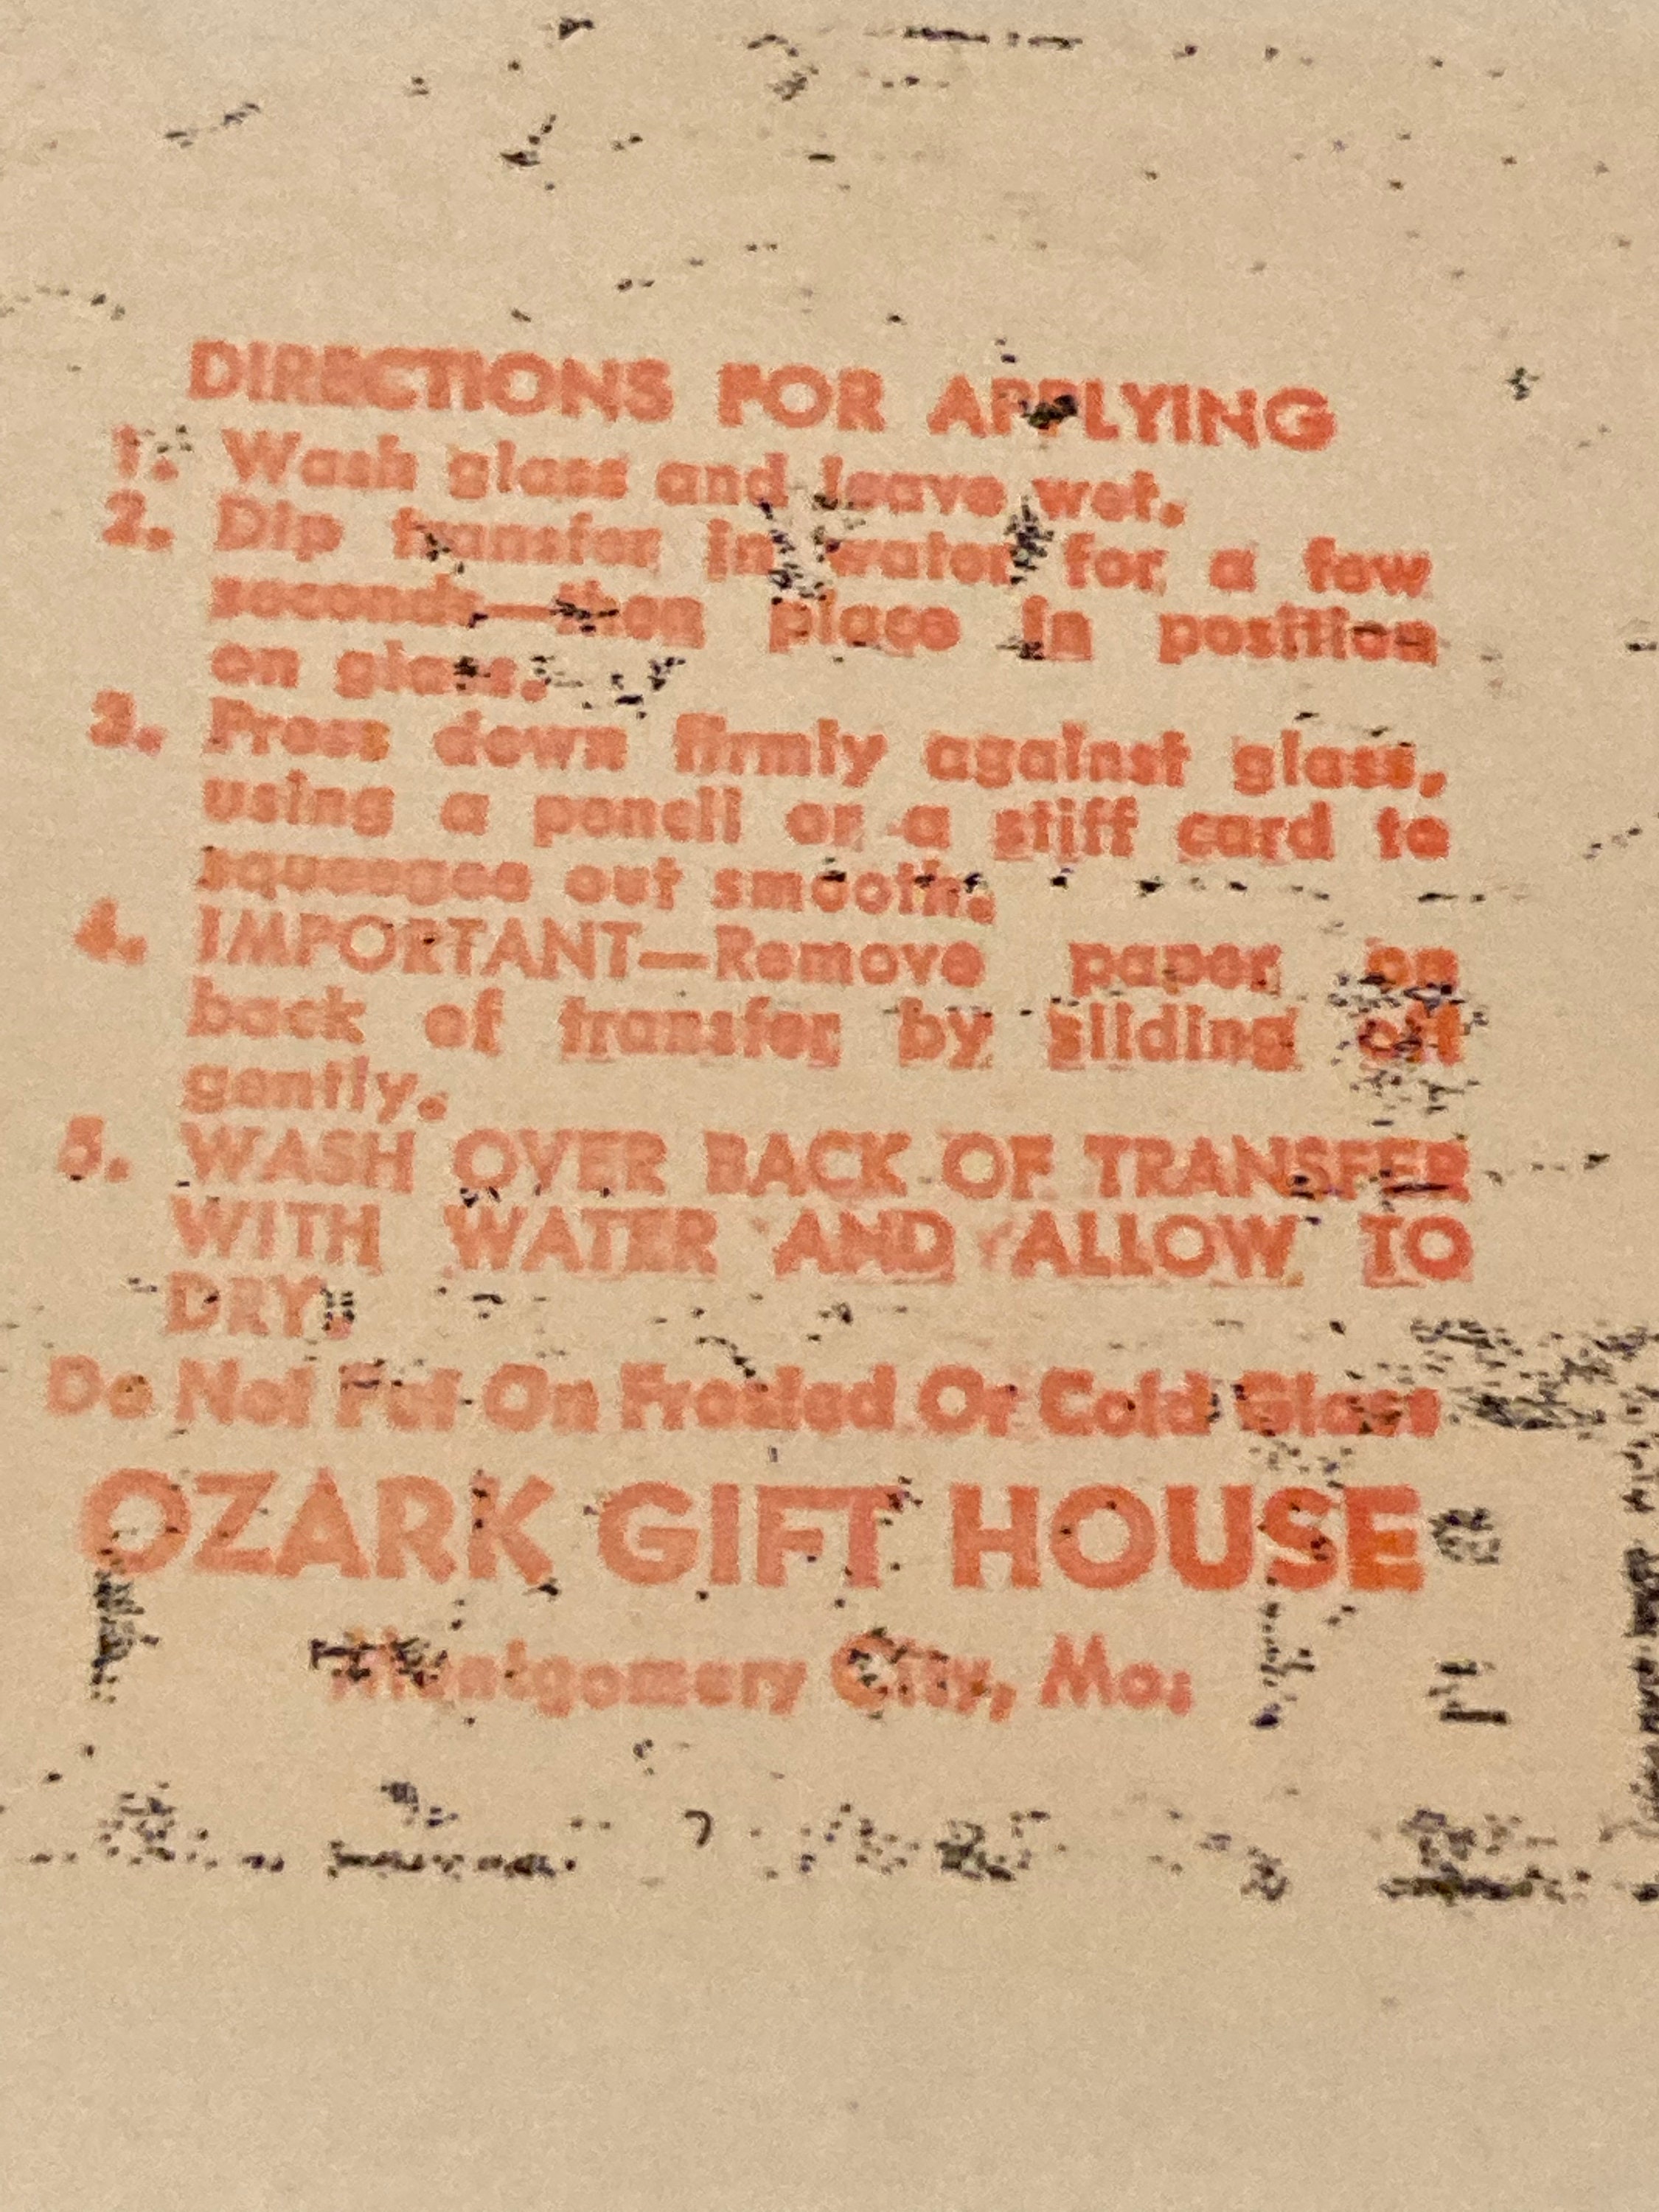 DIRECTIONS FOR APPLYING
1. Wash glass and leave wet.
2. Dip transfer in water for a few
seconds—then place in position
on glass.
3. Press down firmly against glass,
using a pencil or a stiff card to
squeegee out smooth.
4. IMPORTANT—Remove paper on
back of transfer by sliding off
gently.
5. WASH OVER BACK OF TRANSFER
WITH WATER AND ALLOW TO
DRY.
Do Not Put On Frosted Or Cold Glass
OZARK GIFT HOUSE
Montgomery City, Mo.